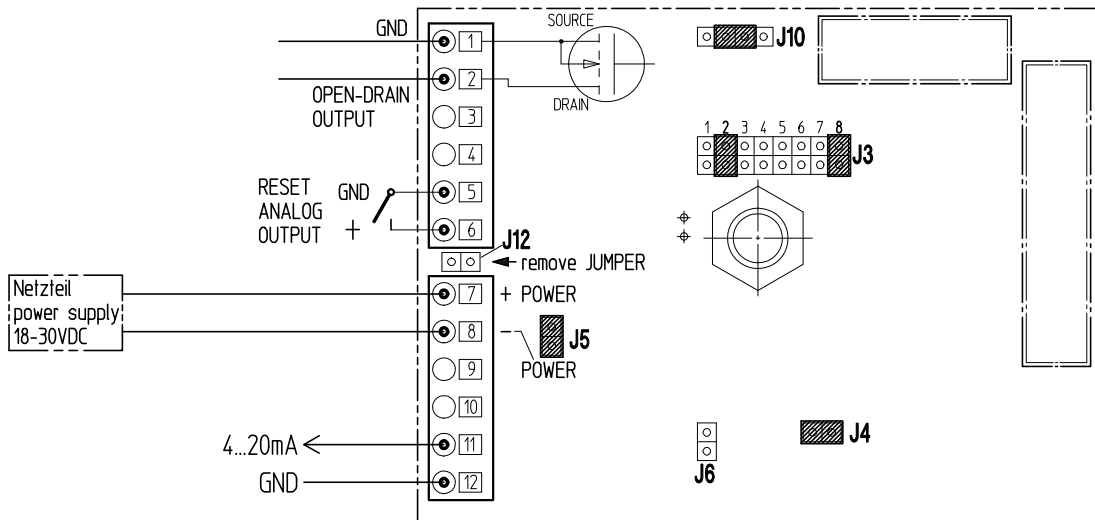 GND
1
SOURCE
DRAIN
OPEN-DRAIN
OUTPUT
2
3
4
RESET
ANALOG
OUTPUT
GND
+
5
6
J12
remove JUMPER
Netzteil
power supply
18-30VDC
7
+ POWER
8
-
POWER
J5
9
10
4...20mA
11
GND
12
J10
1 2 3 4 5 6 7 8
J3
J6
J4